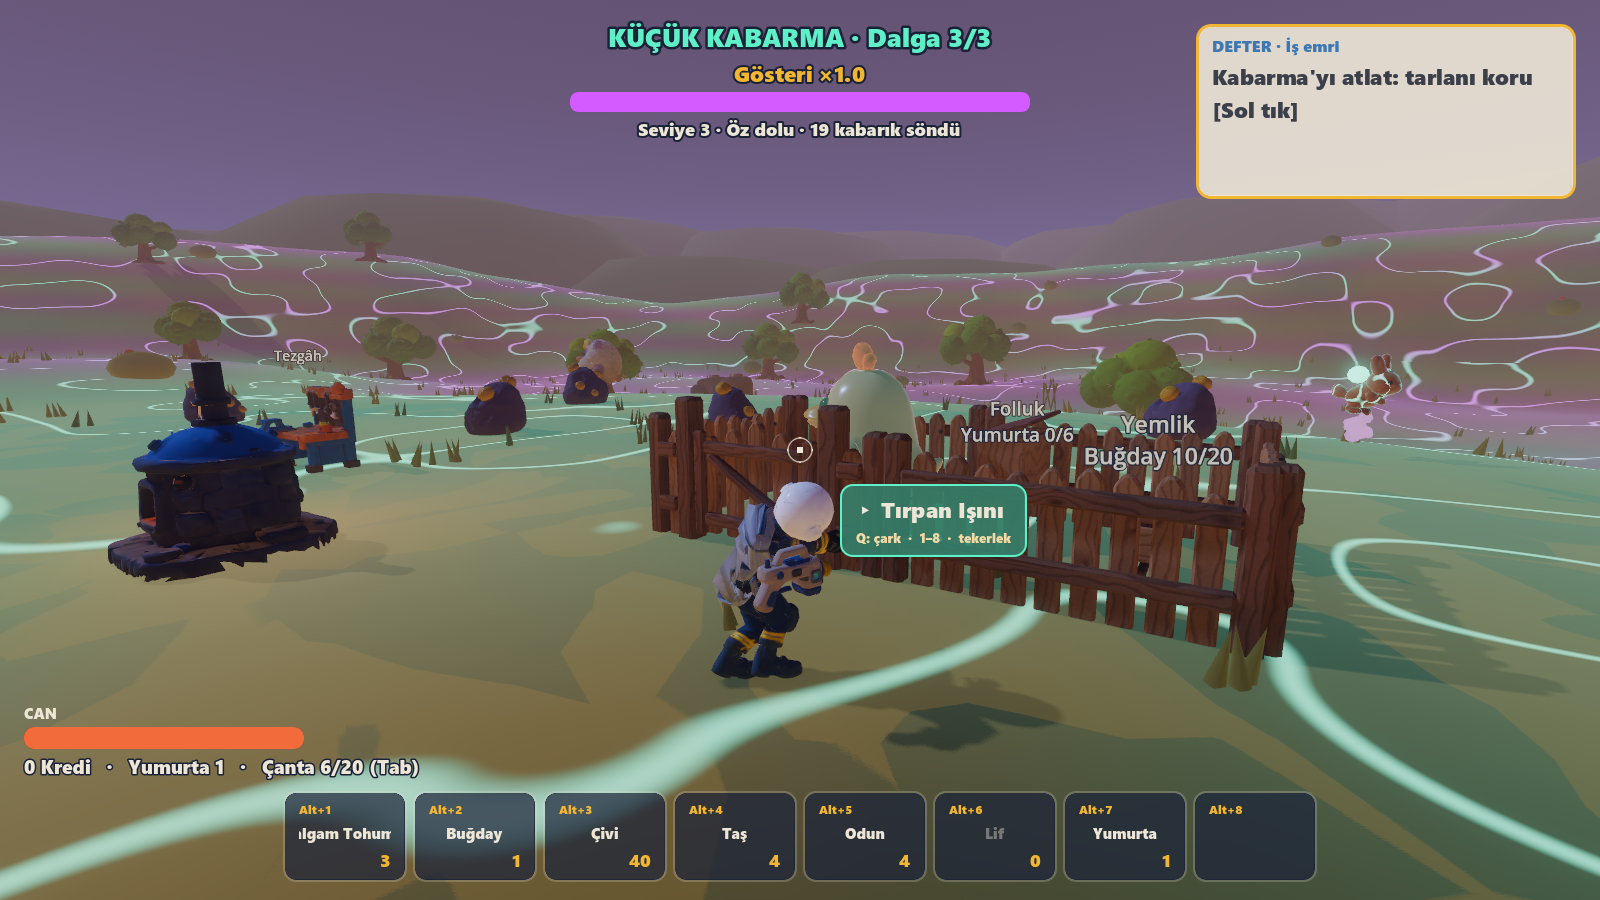 KÜÇÜK KABARMA · Dalga 3/3
Gösteri ×1.0
Seviye 3 · Öz dolu · 19 kabarık söndü
DEFTER · İş emri
Kabarma'yı atlat: tarlanı koru
[Sol tık]
Tezgâh
Folluk
Yumurta 0/6
Yemlik
Buğday 10/20
▸ Tırpan Işını
Q: çark · 1–8 · tekerlek
CAN
0 Kredi · Yumurta 1 · Çanta 6/20 (Tab)
Alt+1
algam Tohum
3
Alt+2
Buğday
1
Alt+3
Çivi
40
Alt+4
Taş
4
Alt+5
Odun
4
Alt+6
Lif
0
Alt+7
Yumurta
1
Alt+8